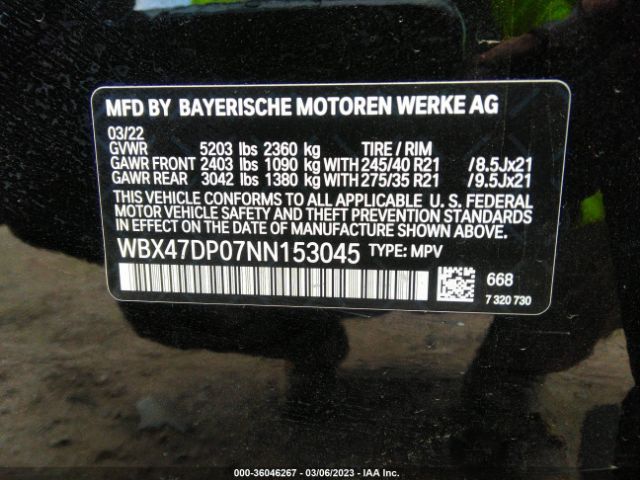 MFD BY BAYERISCHE MOTOREN WERKE AG
03/22
GVWR 5203 lbs 2360 kg TIRE / RIM
GAWR FRONT 2403 lbs 1090 kg WITH 245/40 R21 /8.5Jx21
GAWR REAR 3042 lbs 1380 kg WITH 275/35 R21 /9.5Jx21
THIS VEHICLE CONFORMS TO ALL APPLICABLE U. S. FEDERAL
MOTOR VEHICLE SAFETY AND THEFT PREVENTION
STANDARDS IN EFFECT ON THE DATE OF MANUFACTURE SHOWN ABOVE.
WBX47DP07NN153045 TYPE: MPV
668
7 320 730
000-36046267 - 03/06/2023 - IAA Inc.